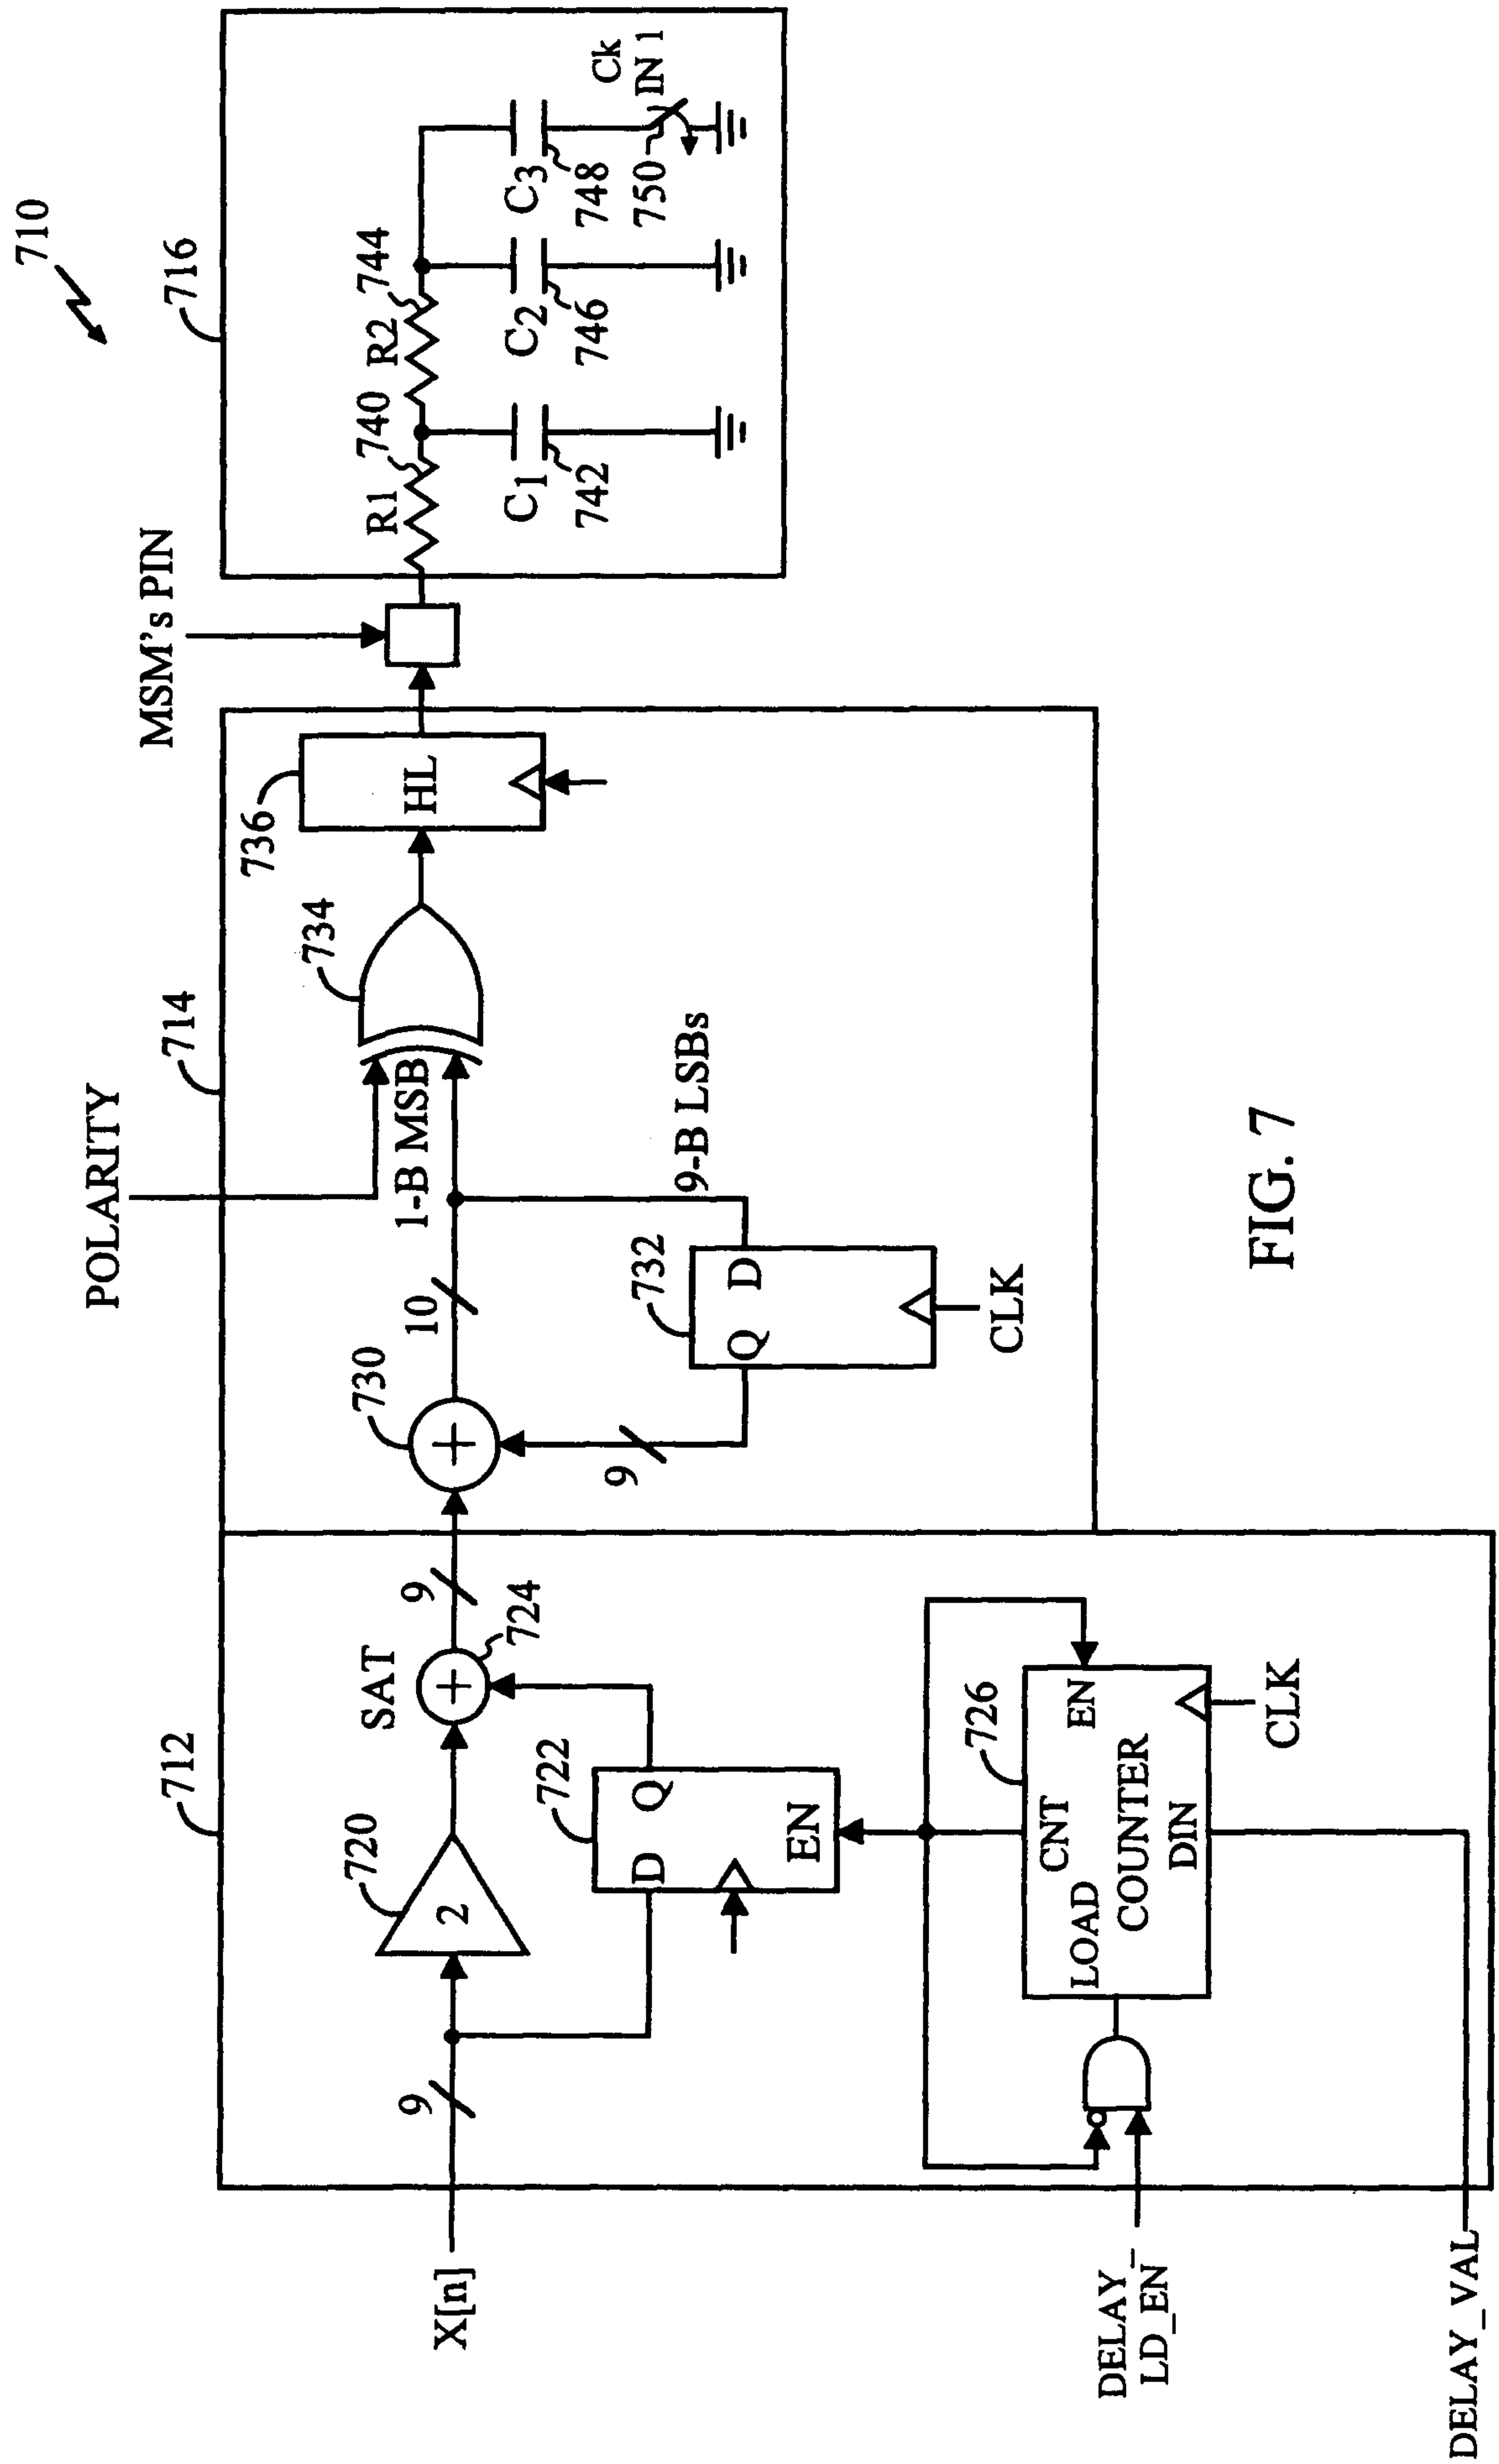 710
712
714
716
POLARITY
MSM's PIN
X[n]
9
720
2
SAT
724
9
722
D
Q
EN
726
CNT
EN
LOAD
COUNTER
DIN
CLK
DELAY_
LD_EN
DELAY_VAL
730
10
1-B MSB
734
736
HL
9
732
Q
D
9-B LSBs
CLK
R1
740
R2
744
C1
742
C2
746
C3
748
750
Ck
IN 1
FIG. 7